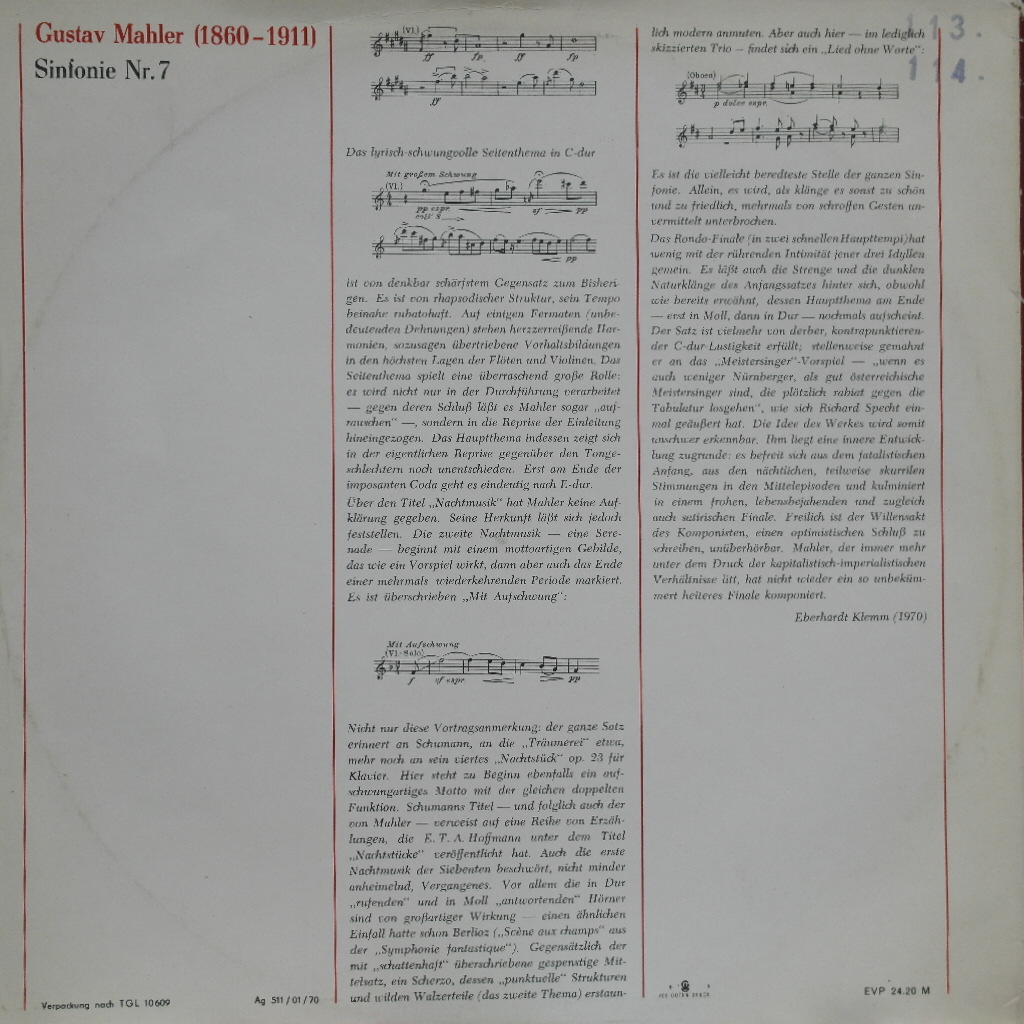 Gustav Mahler (1860–1911)
Sinfonie Nr. 7
(Vl.)
ff fp ff fp
ff
Das lyrisch-schwungvolle Seitenthema in C-dur
Mit großem Schwung
(Vl.)
pp espr. sf pp
pp
ist von denkbar schärfstem Gegensatz zum Bisheri-
gen. Es ist von rhapsodischer Struktur, sein Tempo
beinahe rubatohaft. Auf einigen Fermaten (unbe-
deutenden Dehnungen) stehen herzzerreißende Har-
monien, sozusagen übertriebene Vorhaltsbildungen
in den höchsten Lagen der Flöten und Violinen. Das
Seitenthema spielt eine überraschend große Rolle:
es wird nicht nur in der Durchführung verarbeitet
— gegen deren Schluß läßt es Mahler sogar „auf-
rauschen“ —, sondern in die Reprise der Einleitung
hineingezogen. Das Hauptthema indessen zeigt sich
in der eigentlichen Reprise gegenüber den Tonge-
schlechtern noch unentschieden. Erst am Ende der
imposanten Coda geht es eindeutig nach E-dur.
Über den Titel „Nachtmusik“ hat Mahler keine Auf-
klärung gegeben. Seine Herkunft läßt sich jedoch
feststellen. Die zweite Nachtmusik — eine Sere-
nade — beginnt mit einem mottoartigen Gebilde,
das wie ein Vorspiel wirkt, dann aber auch das Ende
einer mehrmals wiederkehrenden Periode markiert.
Es ist überschrieben „Mit Aufschwung“:
Mit Aufschwung
(Vl.-Solo)
f sf espr. pp
Nicht nur diese Vortragsanmerkung: der ganze Satz
erinnert an Schumann, an die „Träumerei“ etwa,
mehr noch an sein viertes „Nachtstück“ op. 23 für
Klavier. Hier steht zu Beginn ebenfalls ein auf-
schwungartiges Motto mit der gleichen doppelten
Funktion. Schumanns Titel — und folglich auch der
von Mahler — verweist auf eine Reihe von Erzäh-
lungen, die E. T. A. Hoffmann unter dem Titel
„Nachtstücke“ veröffentlicht hat. Auch die erste
Nachtmusik der Siebenten beschwört, nicht minder
anheimelnd, Vergangenes. Vor allem die in Dur
„rufenden“ und in Moll „antwortenden“ Hörner
sind von großartiger Wirkung — einen ähnlichen
Einfall hatte schon Berlioz („Scène aux champs“ aus
der „Symphonie fantastique“). Gegensätzlich der
mit „schattenhaft“ überschriebene gespenstige Mit-
telsatz, ein Scherzo, dessen „punktuelle“ Strukturen
und wilden Walzerteile (das zweite Thema) erstaun-
lich modern anmuten. Aber auch hier — im lediglich
skizzierten Trio — findet sich ein „Lied ohne Worte“:
113.
114.
(Oboen)
p dolce espr.
Es ist die vielleicht beredteste Stelle der ganzen Sin-
fonie. Allein, es wird, als klänge es sonst zu schön
und zu friedlich, mehrmals von schroffen Gesten un-
vermittelt unterbrochen.
Das Rondo-Finale (in zwei schnellen Haupttempi) hat
wenig mit der rührenden Intimität jener drei Idyllen
gemein. Es läßt auch die Strenge und die dunklen
Naturklänge des Anfangssatzes hinter sich, obwohl
wie bereits erwähnt, dessen Hauptthema am Ende
— erst in Moll, dann in Dur — nochmals aufscheint.
Der Satz ist vielmehr von derber, kontrapunktieren-
der C-dur-Lustigkeit erfüllt; stellenweise gemahnt
er an das „Meistersinger“-Vorspiel — „wenn es
auch weniger Nürnberger, als gut österreichische
Meistersinger sind, die plötzlich rabiat gegen die
Tabulatur losgehen“, wie sich Richard Specht ein-
mal geäußert hat. Die Idee des Werkes wird somit
unschwer erkennbar. Ihm liegt eine innere Entwick-
lung zugrunde: es befreit sich aus dem fatalistischen
Anfang, aus den nächtlichen, teilweise skurrilen
Stimmungen in den Mittelepisoden und kulminiert
in einem frohen, lebensbejahenden und zugleich
auch satirischen Finale. Freilich ist der Willensakt
des Komponisten, einen optimistischen Schluß zu
schreiben, unüberhörbar. Mahler, der immer mehr
unter dem Druck der kapitalistisch-imperialistischen
Verhältnisse litt, hat nicht wieder ein so unbeküm-
mert heiteres Finale komponiert.
Eberhardt Klemm (1970)
Verpackung nach TGL 10609
Ag 511/01/70
EVP 24.20 M